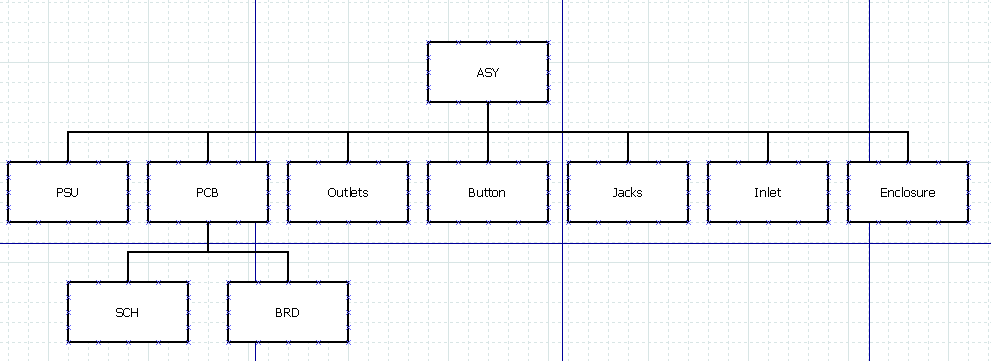 ASY
PSU
PCB
Outlets
Button
Jacks
Inlet
Enclosure
SCH
BRD